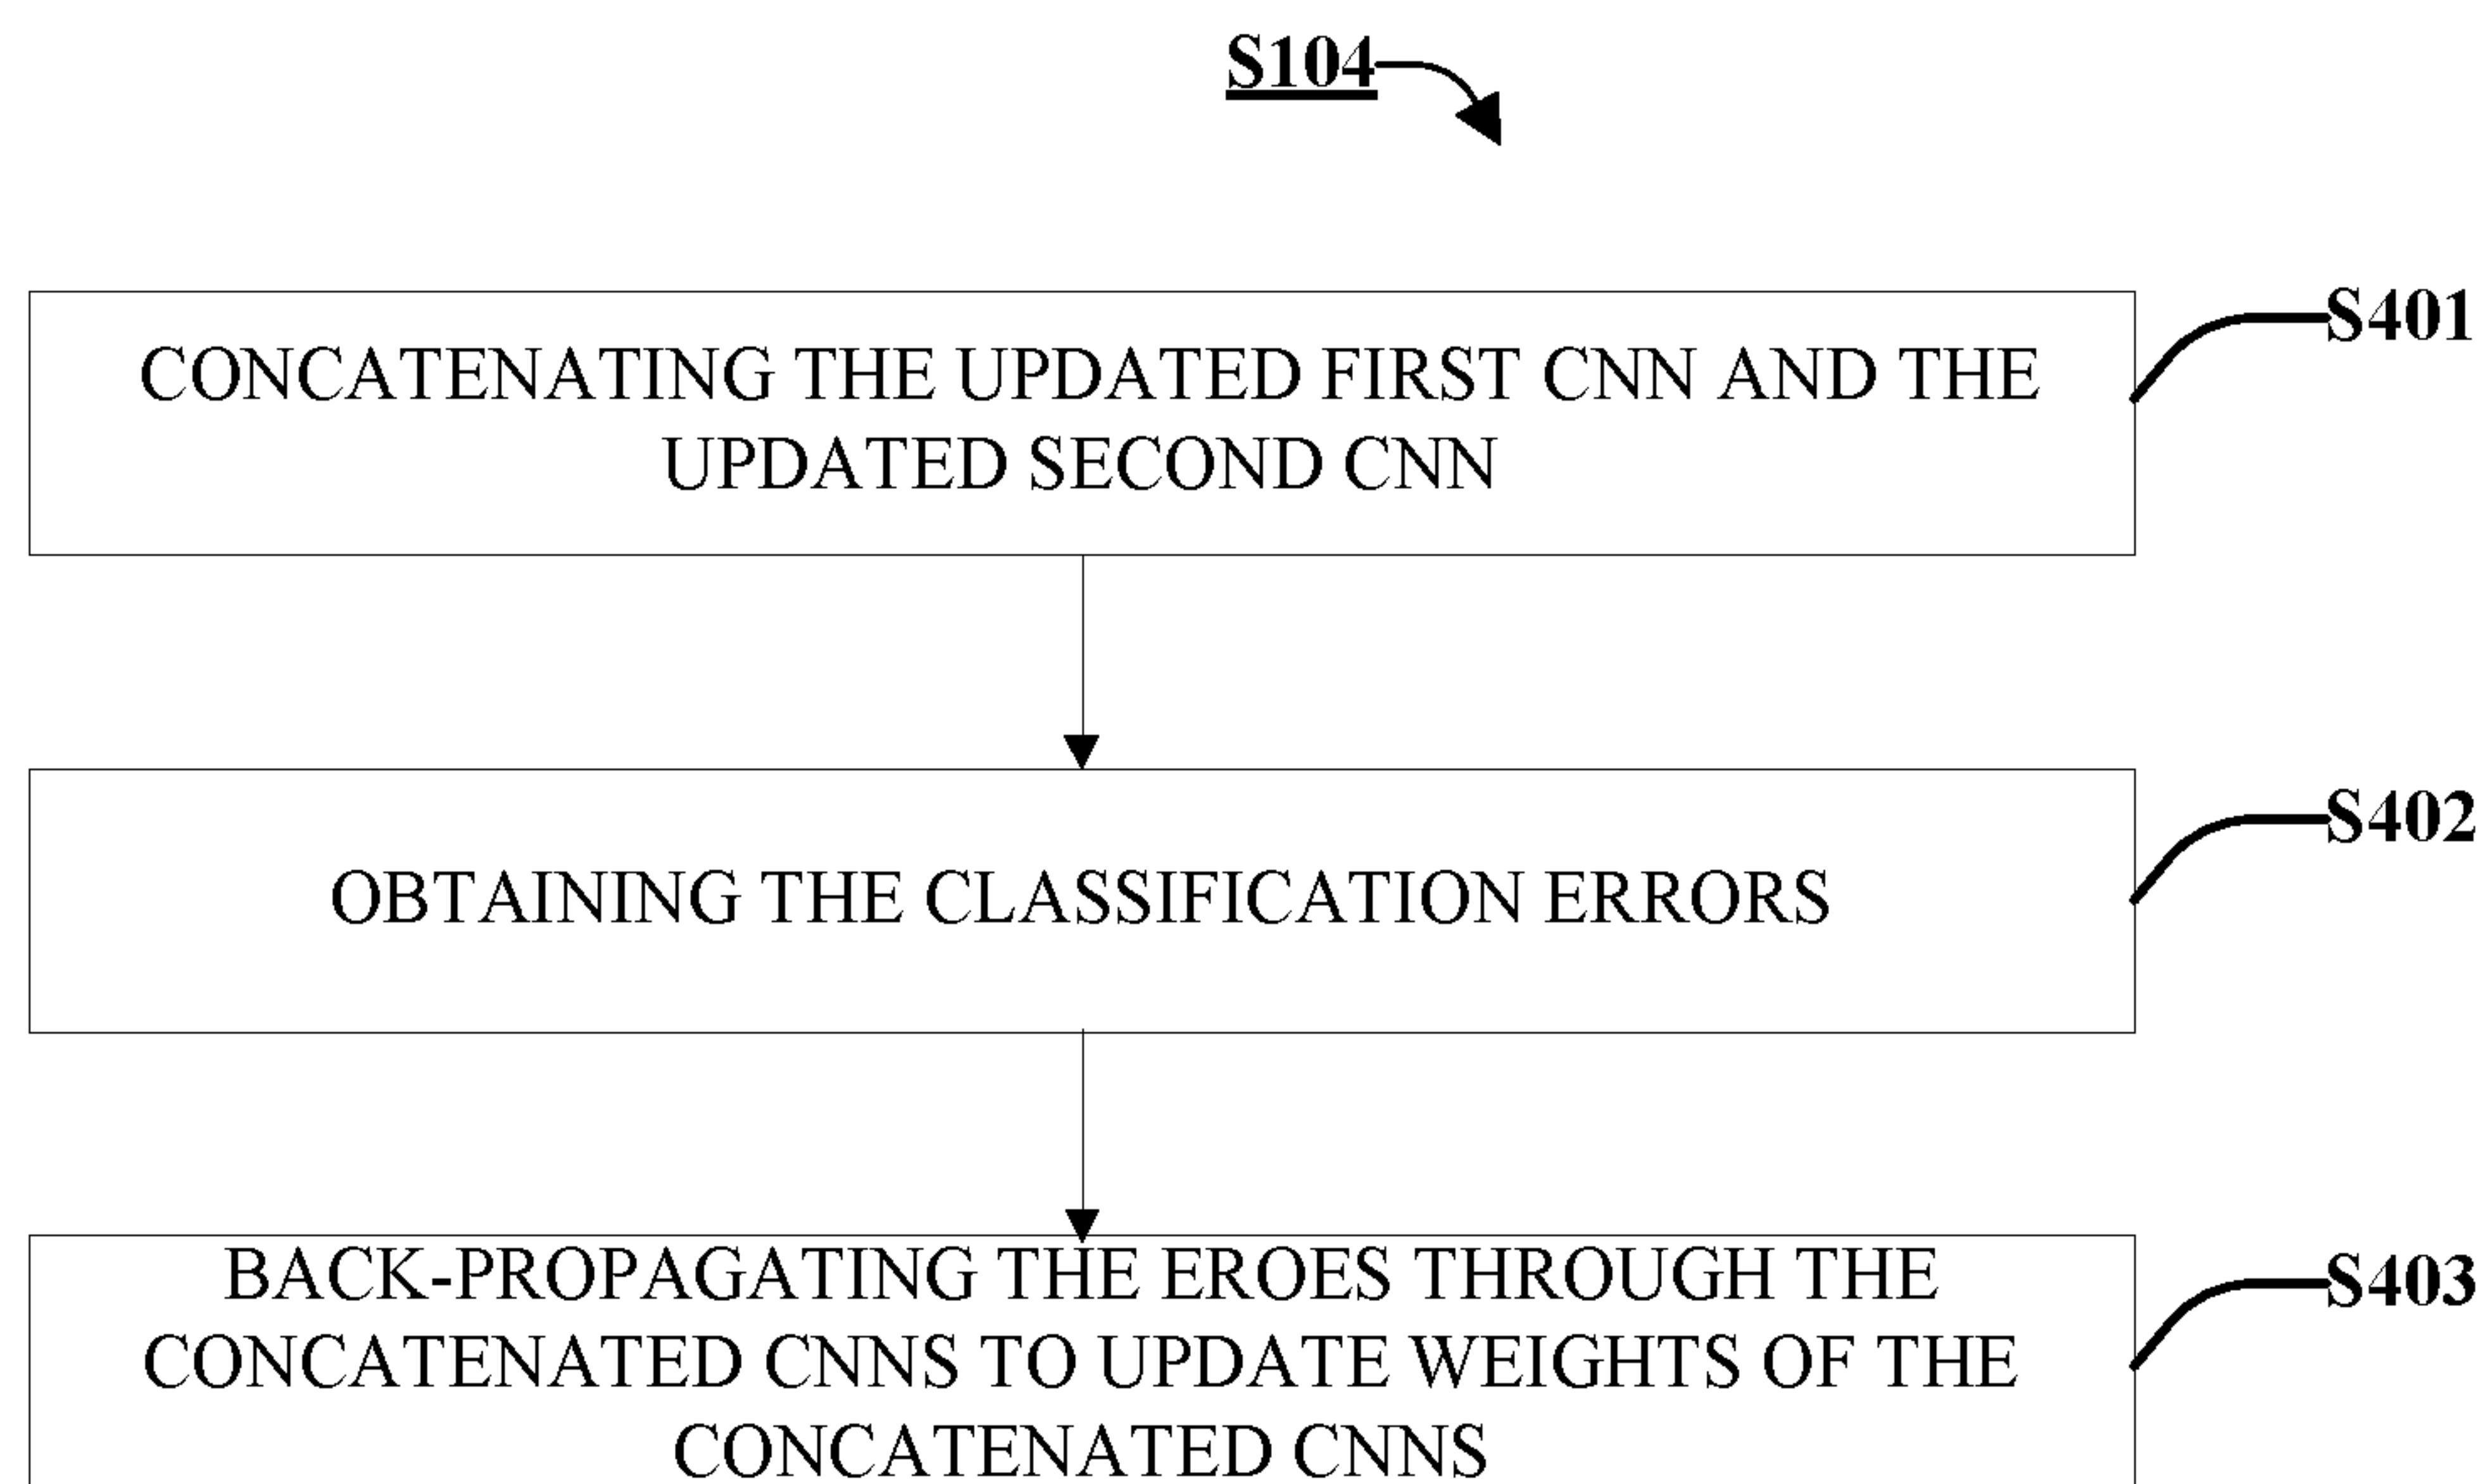 S104
S401
CONCATENATING THE UPDATED FIRST CNN AND THE
UPDATED SECOND CNN
S402
OBTAINING THE CLASSIFICATION ERRORS
S403
BACK-PROPAGATING THE EROES THROUGH THE
CONCATENATED CNNS TO UPDATE WEIGHTS OF THE
CONCATENATED CNNS